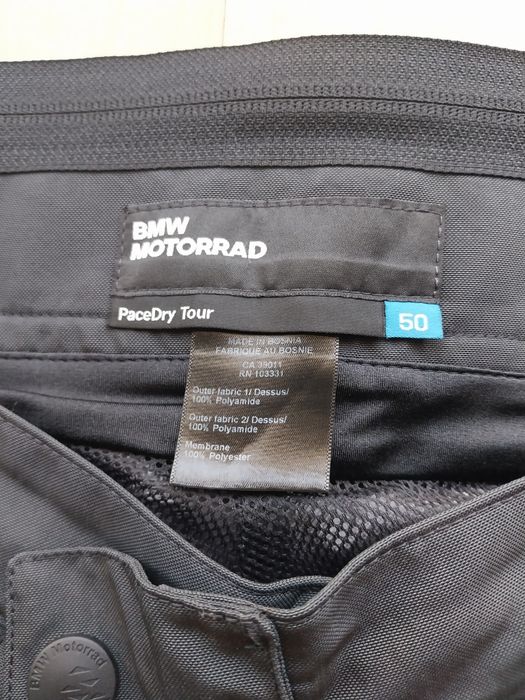 BMW
MOTORRAD
PaceDry Tour
50
MADE IN BOSNIA
FABRIQUE AU BOSNIE
CA 39011
RN 103331
Outer fabric 1/ Dessus/
100% Polyamide
Outer fabric 2/ Dessus/
100% Polyamide
Membrane
100% Polyester
BMW Motorrad